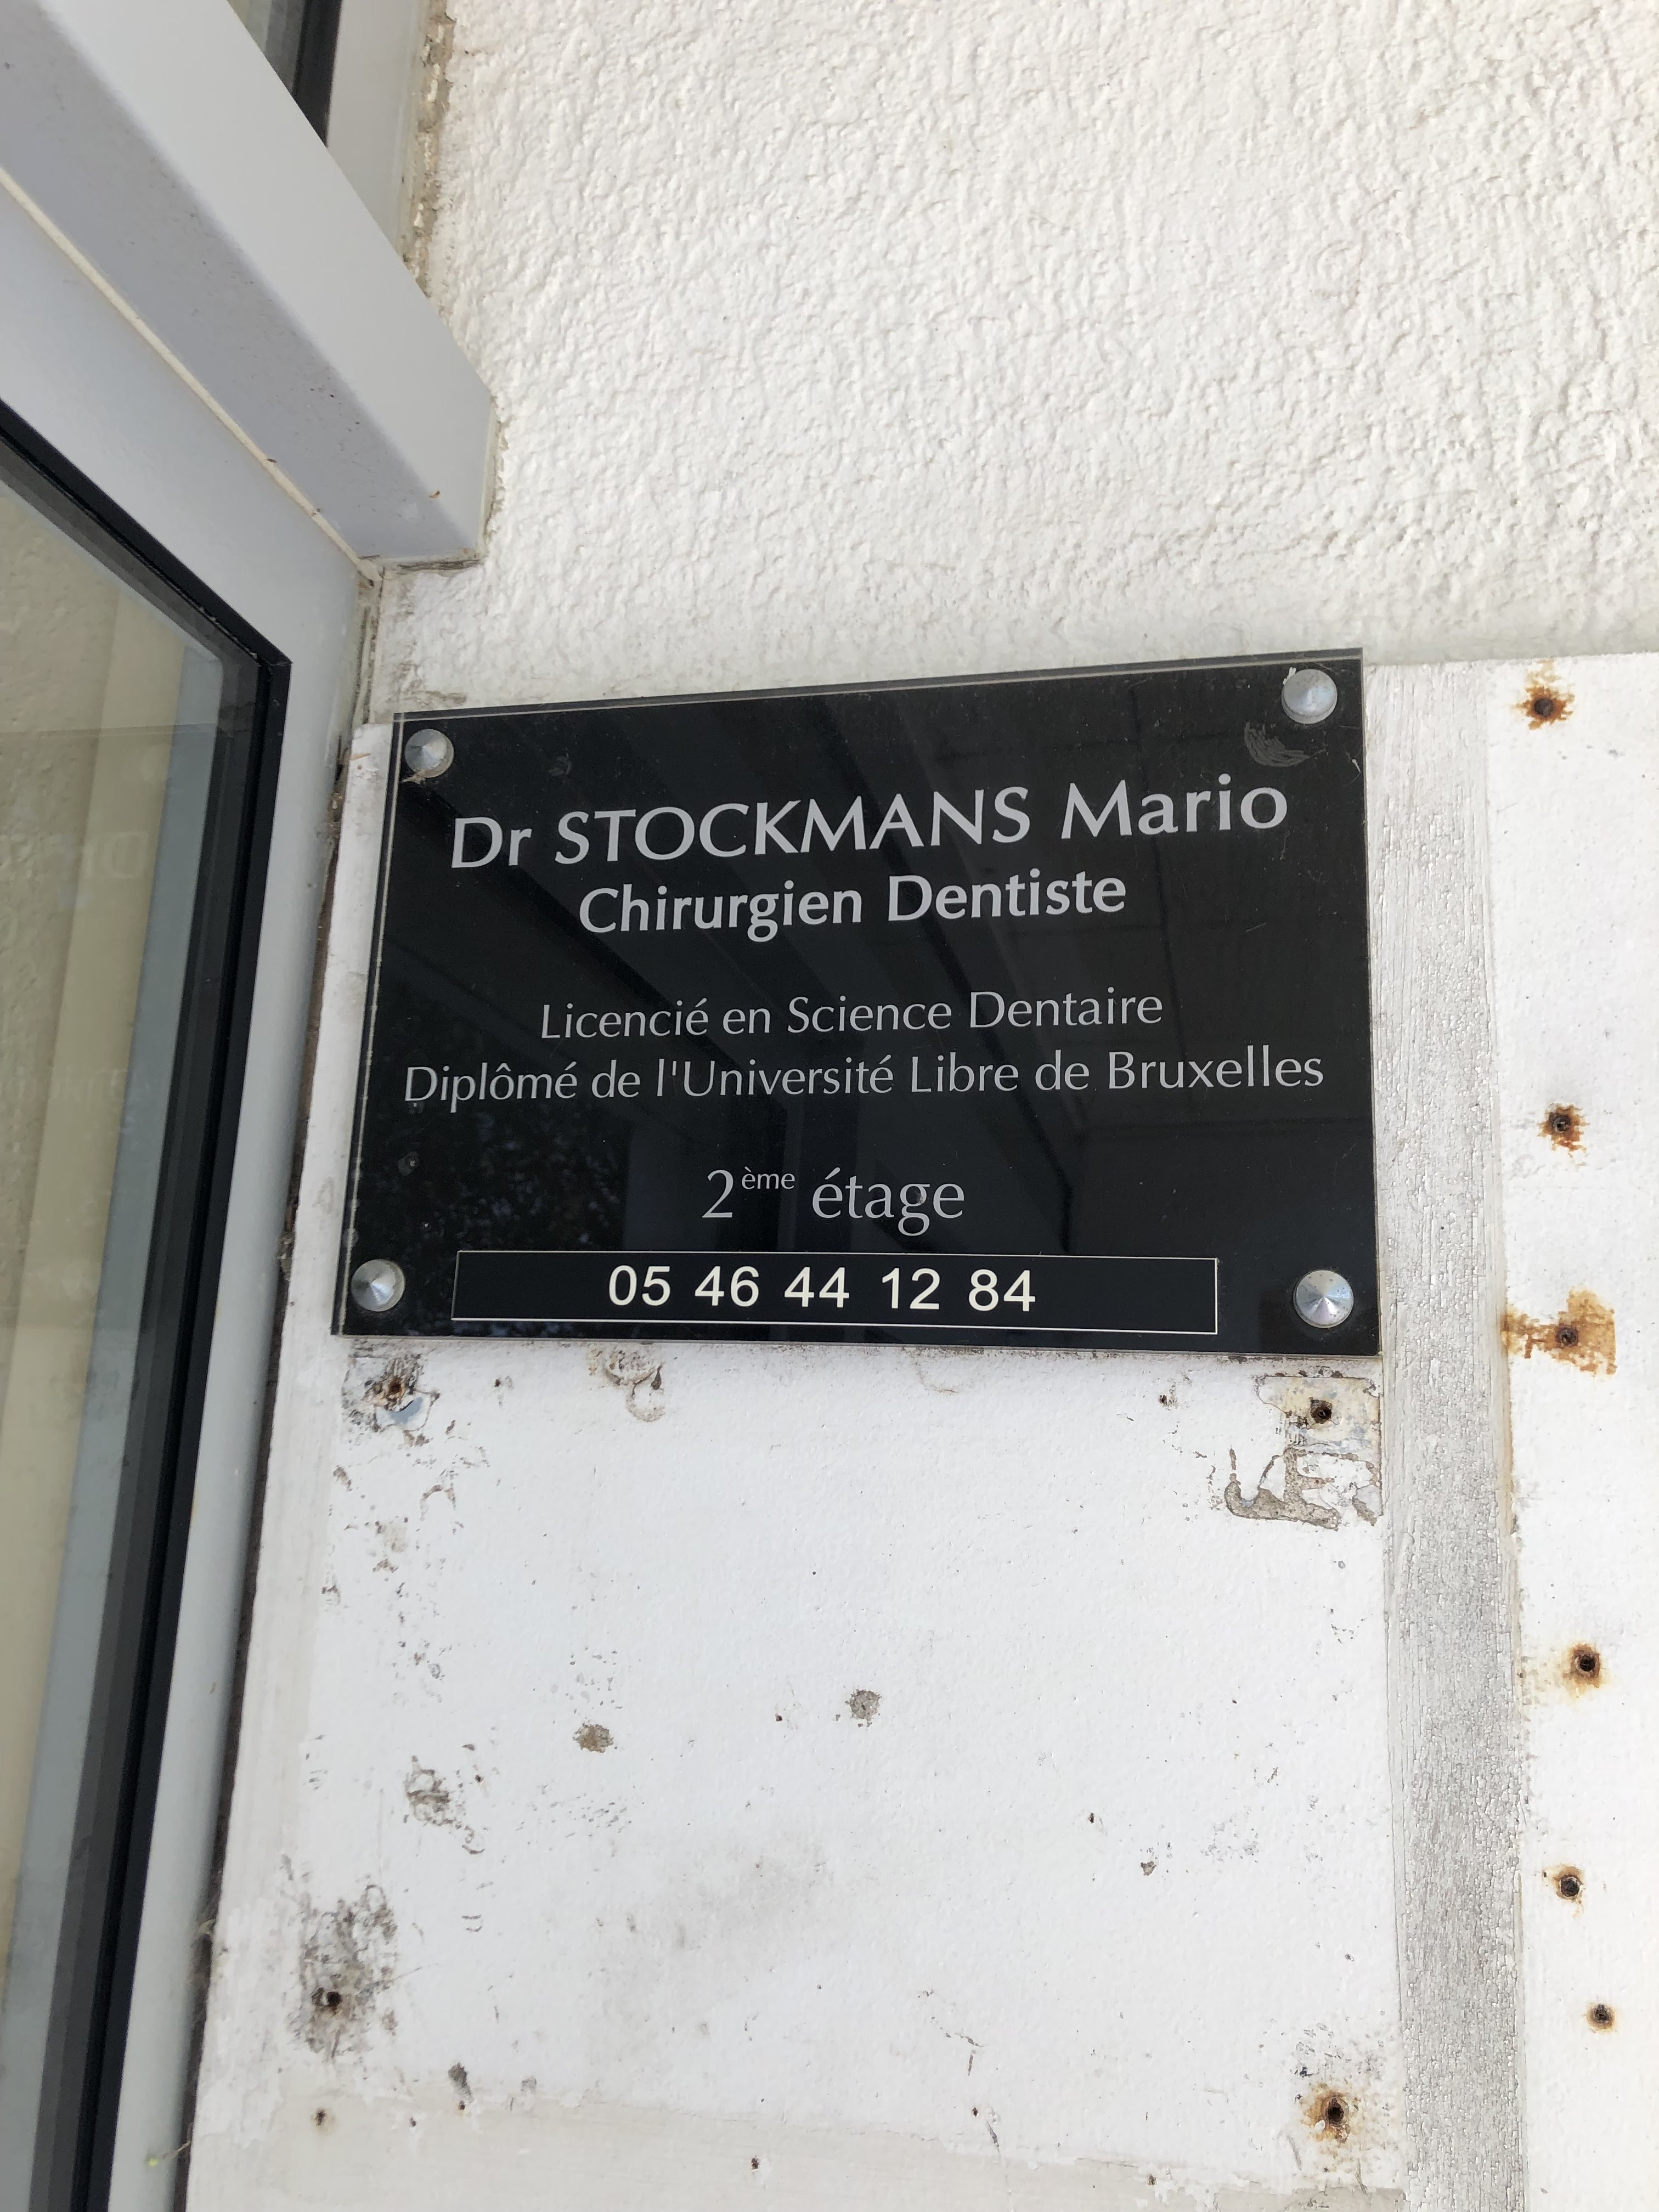 Dr STOCKMANS Mario
Chirurgien Dentiste
Licencié en Science Dentaire
Diplômé de l'Université Libre de Bruxelles
2ème étage
05 46 44 12 84